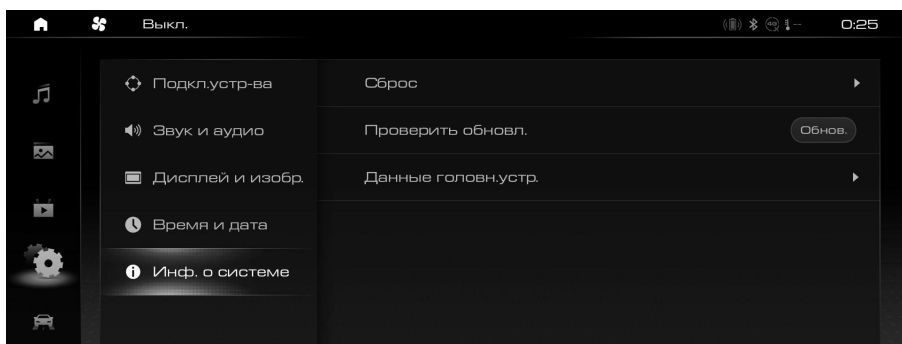 Выкл.
4G
--
0:25
Подкл.устр-ва
Сброс
Звук и аудио
Проверить обновл.
Обнов.
Дисплей и изобр.
Данные головн.устр.
Время и дата
Инф. о системе